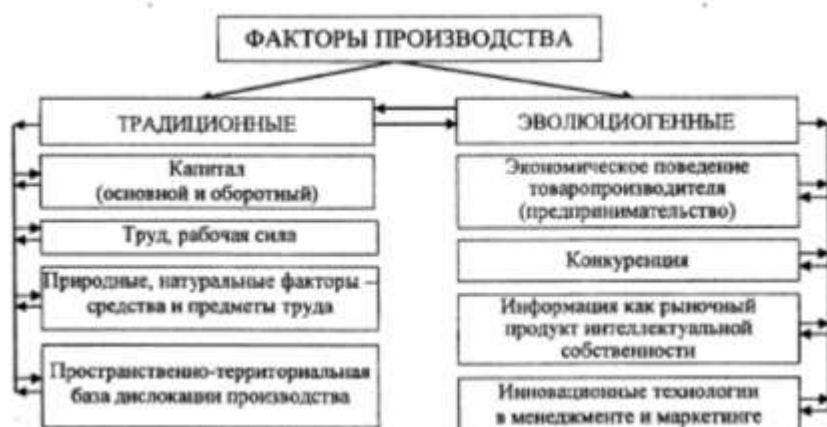 ФАКТОРЫ ПРОИЗВОДСТВА
ТРАДИЦИОННЫЕ
Капитал
(основной и оборотный)
Труд, рабочая сила
Природные, натуральные факторы –
средства и предметы труда
Пространственно-территориальная
база дислокации производства
ЭВОЛЮЦИОГЕННЫЕ
Экономическое поведение
товаропроизводителя
(предпринимательство)
Конкуренция
Информация как рыночный
продукт интеллектуальной
собственности
Инновационные технологии
в менеджменте и маркетинге